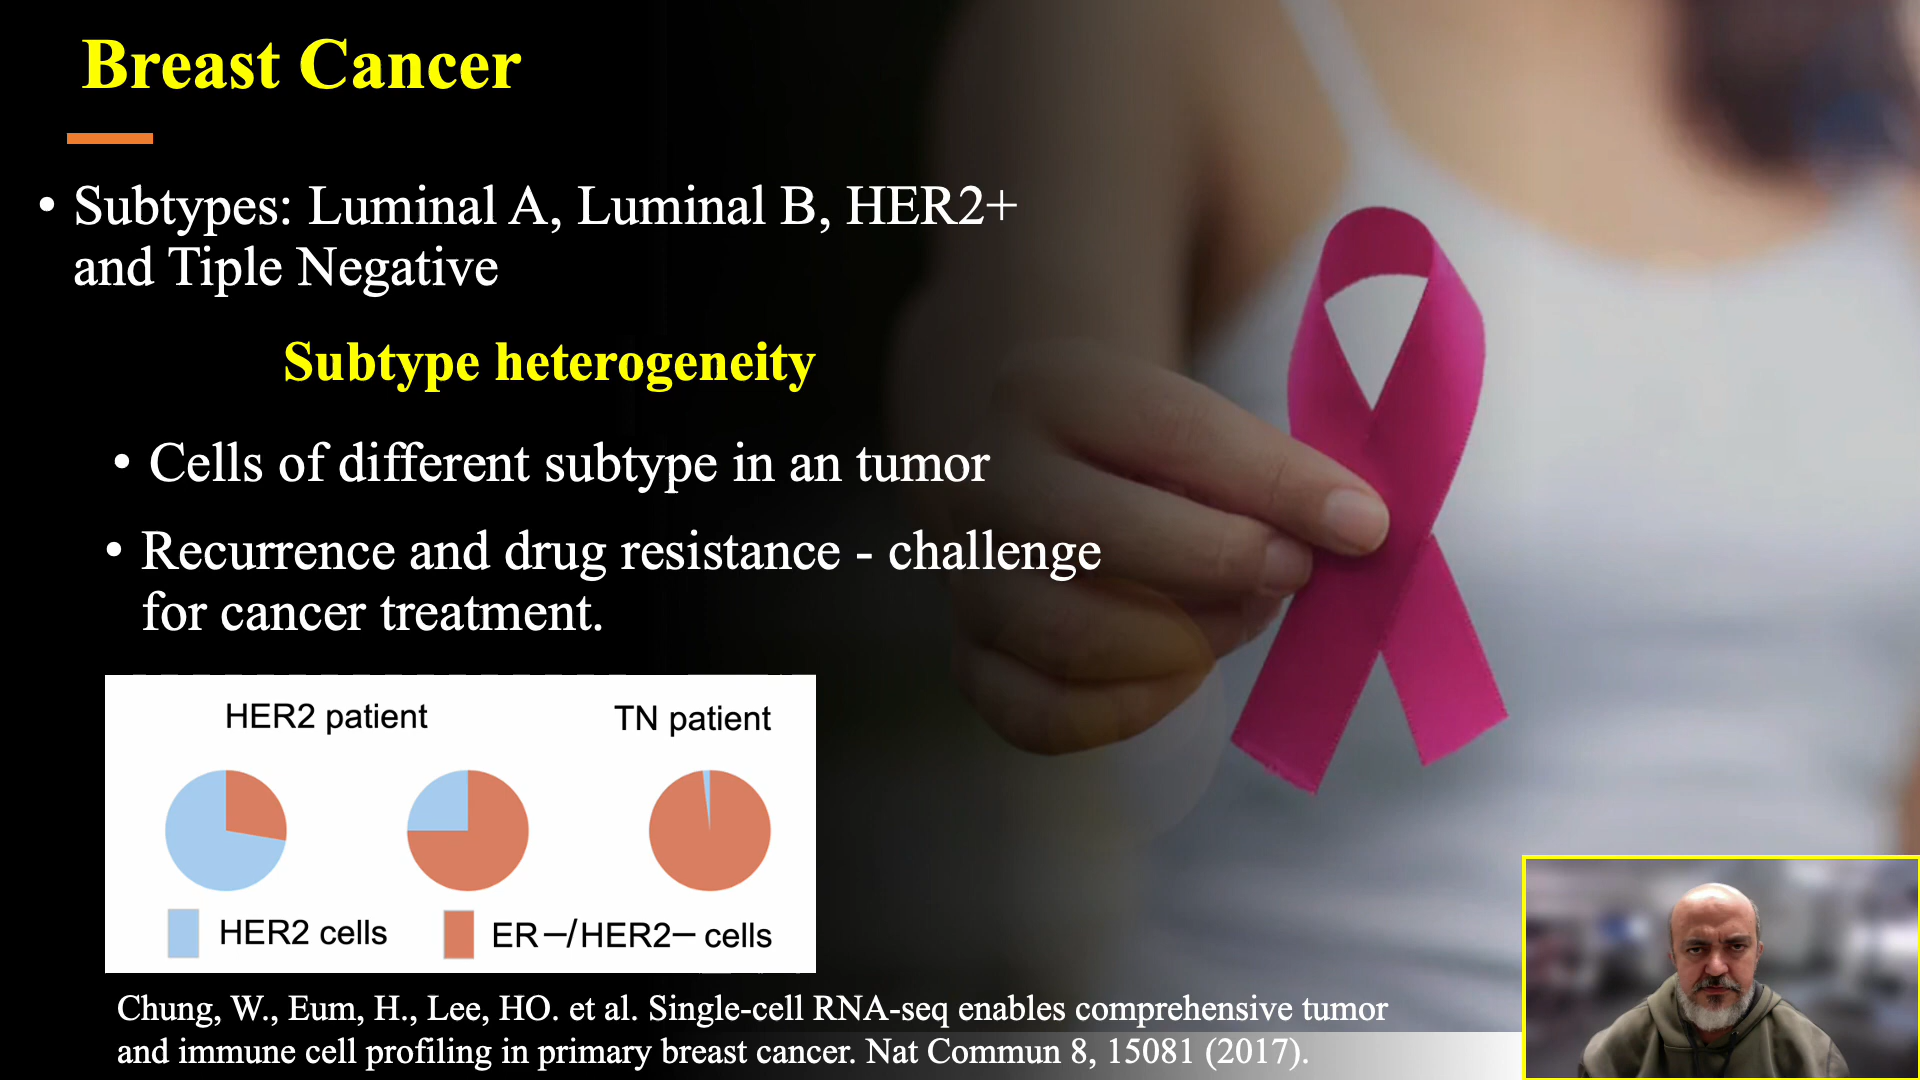 Breast Cancer
• Subtypes: Luminal A, Luminal B, HER2+
and Tiple Negative
Subtype heterogeneity
• Cells of different subtype in an tumor
• Recurrence and drug resistance - challenge
for cancer treatment.
HER2 patient
TN patient
HER2 cells
ER−/HER2− cells
Chung, W., Eum, H., Lee, HO. et al. Single-cell RNA-seq enables comprehensive tumor
and immune cell profiling in primary breast cancer. Nat Commun 8, 15081 (2017).